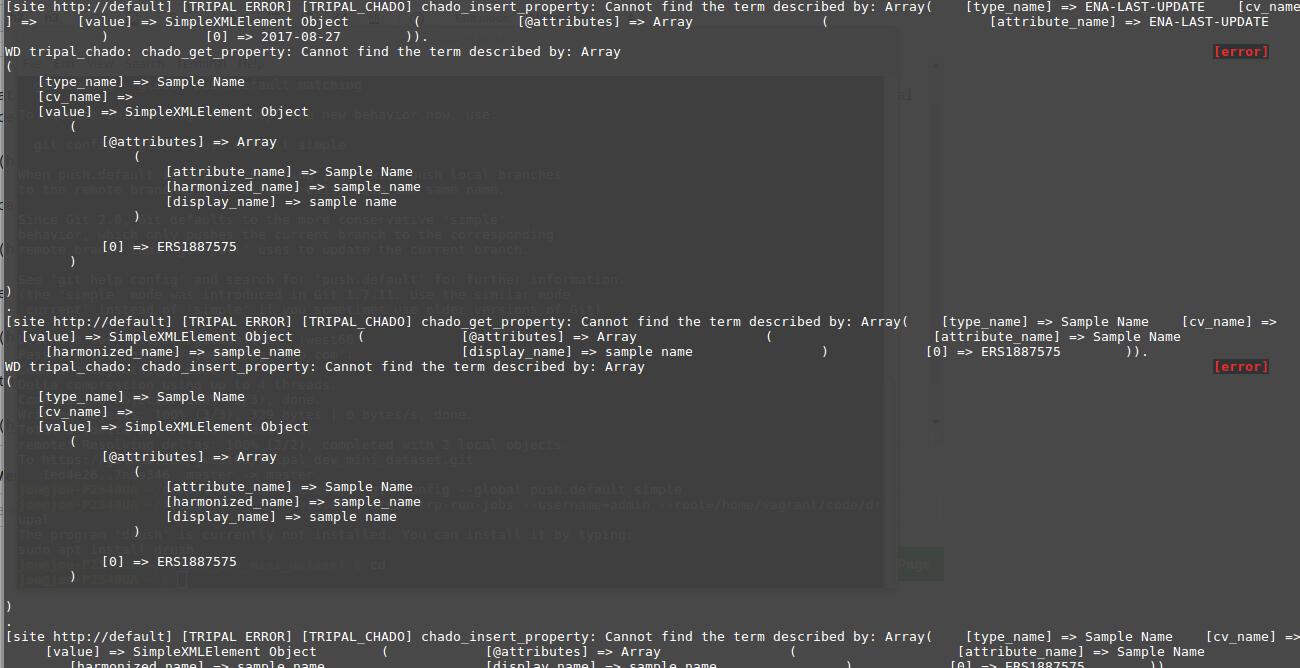 [site http://default] [TRIPAL ERROR] [TRIPAL_CHADO] chado_insert_property: Cannot find the term described by: Array(    [type_name] => ENA-LAST-UPDATE    [cv_name
] =>     [value] => SimpleXMLElement Object        (            [@attributes] => Array                (                    [attribute_name] => ENA-LAST-UPDATE
)            [0] => 2017-08-27        )).
WD tripal_chado: chado_get_property: Cannot find the term described by: Array [error]
(
[type_name] => Sample Name
[cv_name] =>
[value] => SimpleXMLElement Object
(
[@attributes] => Array
(
[attribute_name] => Sample Name
[harmonized_name] => sample_name
[display_name] => sample name
)
[0] => ERS1887575
)
)
.
[site http://default] [TRIPAL ERROR] [TRIPAL_CHADO] chado_get_property: Cannot find the term described by: Array(    [type_name] => Sample Name    [cv_name] =>
[value] => SimpleXMLElement Object        (            [@attributes] => Array                (                    [attribute_name] => Sample Name
[harmonized_name] => sample_name                    [display_name] => sample name                )            [0] => ERS1887575        )).
WD tripal_chado: chado_insert_property: Cannot find the term described by: Array [error]
(
[type_name] => Sample Name
[cv_name] =>
[value] => SimpleXMLElement Object
(
[@attributes] => Array
(
[attribute_name] => Sample Name
[harmonized_name] => sample_name
[display_name] => sample name
)
[0] => ERS1887575
)
)
.
[site http://default] [TRIPAL ERROR] [TRIPAL_CHADO] chado_insert_property: Cannot find the term described by: Array(    [type_name] => Sample Name    [cv_name] =>
[value] => SimpleXMLElement Object        (            [@attributes] => Array                (                    [attribute_name] => Sample Name
[harmonized_name] => sample_name                    [display_name] => sample name                )            [0] => ERS1887575        ))